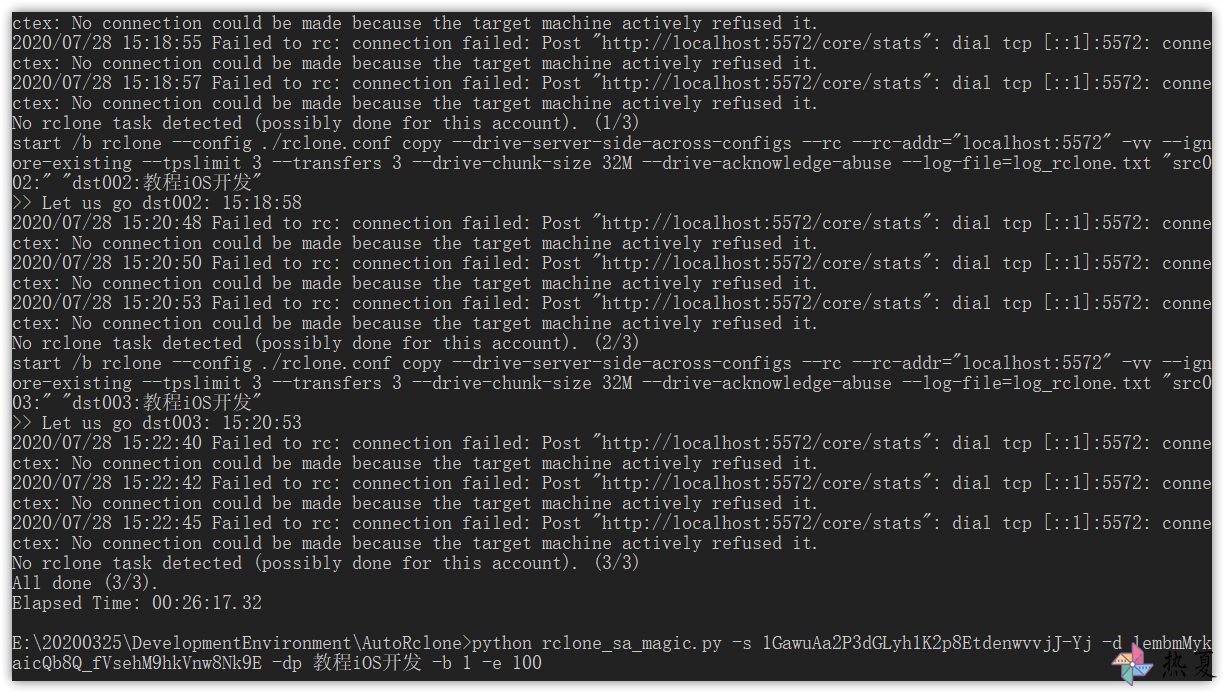 ctex: No connection could be made because the target machine actively refused it.
2020/07/28 15:18:55 Failed to rc: connection failed: Post "http://localhost:5572/core/stats": dial tcp [::1]:5572: conne
ctex: No connection could be made because the target machine actively refused it.
2020/07/28 15:18:57 Failed to rc: connection failed: Post "http://localhost:5572/core/stats": dial tcp [::1]:5572: conne
ctex: No connection could be made because the target machine actively refused it.
No rclone task detected (possibly done for this account). (1/3)
start /b rclone --config ./rclone.conf copy --drive-server-side-across-configs --rc --rc-addr="localhost:5572" -vv --ign
ore-existing --tpslimit 3 --transfers 3 --drive-chunk-size 32M --drive-acknowledge-abuse --log-file=log_rclone.txt "src0
02:" "dst002:教程iOS开发"
>> Let us go dst002: 15:18:58
2020/07/28 15:20:48 Failed to rc: connection failed: Post "http://localhost:5572/core/stats": dial tcp [::1]:5572: conne
ctex: No connection could be made because the target machine actively refused it.
2020/07/28 15:20:50 Failed to rc: connection failed: Post "http://localhost:5572/core/stats": dial tcp [::1]:5572: conne
ctex: No connection could be made because the target machine actively refused it.
2020/07/28 15:20:53 Failed to rc: connection failed: Post "http://localhost:5572/core/stats": dial tcp [::1]:5572: conne
ctex: No connection could be made because the target machine actively refused it.
No rclone task detected (possibly done for this account). (2/3)
start /b rclone --config ./rclone.conf copy --drive-server-side-across-configs --rc --rc-addr="localhost:5572" -vv --ign
ore-existing --tpslimit 3 --transfers 3 --drive-chunk-size 32M --drive-acknowledge-abuse --log-file=log_rclone.txt "src0
03:" "dst003:教程iOS开发"
>> Let us go dst003: 15:20:53
2020/07/28 15:22:40 Failed to rc: connection failed: Post "http://localhost:5572/core/stats": dial tcp [::1]:5572: conne
ctex: No connection could be made because the target machine actively refused it.
2020/07/28 15:22:42 Failed to rc: connection failed: Post "http://localhost:5572/core/stats": dial tcp [::1]:5572: conne
ctex: No connection could be made because the target machine actively refused it.
2020/07/28 15:22:45 Failed to rc: connection failed: Post "http://localhost:5572/core/stats": dial tcp [::1]:5572: conne
ctex: No connection could be made because the target machine actively refused it.
No rclone task detected (possibly done for this account). (3/3)
All done (3/3).
Elapsed Time: 00:26:17.32
E:\20200325\DevelopmentEnvironment\AutoRclone>python rclone_sa_magic.py -s 1GawuAa2P3dGLyh1K2p8EtdenwvvjJ-Yj -d 1embmMyk
aicQb8Q_fVsehM9hkVnw8Nk9E -dp 教程iOS开发 -b 1 -e 100
热夏